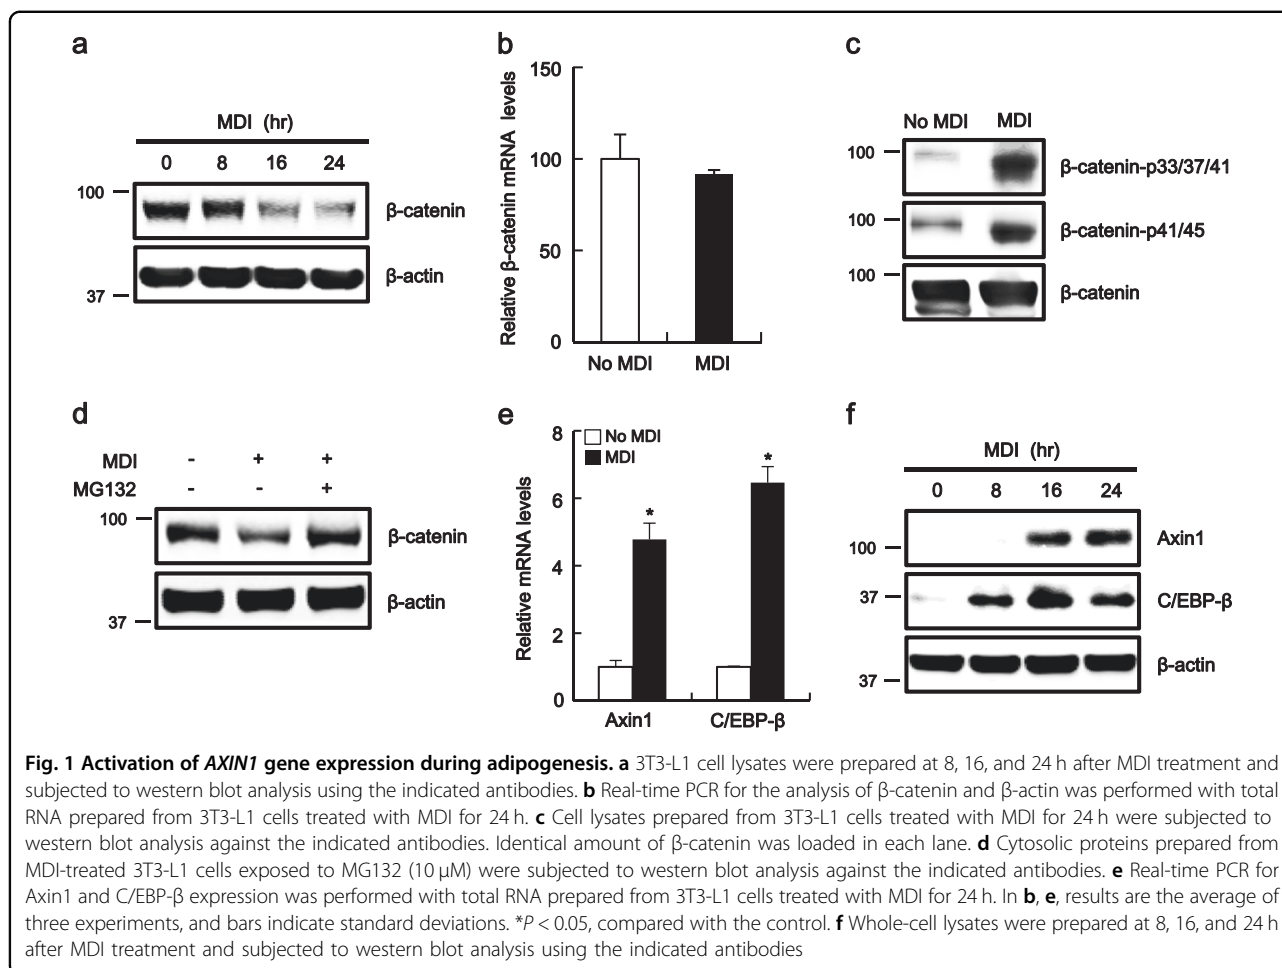 a
MDI (hr)
0 8 16 24
100
β-catenin
β-actin
37
b
Relative β-catenin mRNA levels
150
100
50
0
No MDI MDI
c
No MDI MDI
100
β-catenin-p33/37/41
100
β-catenin-p41/45
100
β-catenin
d
MDI - + +
MG132 - - +
100
β-catenin
β-actin
37
e
Relative mRNA levels
8
6
4
2
0
No MDI
MDI
*
*
Axin1 C/EBP-β
f
MDI (hr)
0 8 16 24
Axin1
100
37
C/EBP-β
β-actin
37
Fig. 1 Activation of AXIN1 gene expression during adipogenesis. a 3T3-L1 cell lysates were prepared at 8, 16, and 24 h after MDI treatment and
subjected to western blot analysis using the indicated antibodies. b Real-time PCR for the analysis of β-catenin and β-actin was performed with total
RNA prepared from 3T3-L1 cells treated with MDI for 24 h. c Cell lysates prepared from 3T3-L1 cells treated with MDI for 24 h were subjected to
western blot analysis against the indicated antibodies. Identical amount of β-catenin was loaded in each lane. d Cytosolic proteins prepared from
MDI-treated 3T3-L1 cells exposed to MG132 (10 μM) were subjected to western blot analysis against the indicated antibodies. e Real-time PCR for
Axin1 and C/EBP-β expression was performed with total RNA prepared from 3T3-L1 cells treated with MDI for 24 h. In b, e, results are the average of
three experiments, and bars indicate standard deviations. *P < 0.05, compared with the control. f Whole-cell lysates were prepared at 8, 16, and 24 h
after MDI treatment and subjected to western blot analysis using the indicated antibodies